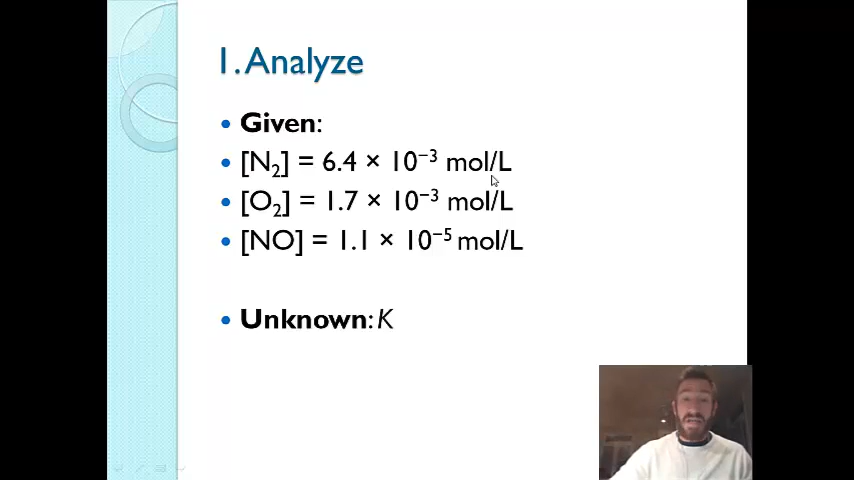 1. Analyze
• Given:
• [N₂] = 6.4 × 10⁻³ mol/L
• [O₂] = 1.7 × 10⁻³ mol/L
• [NO] = 1.1 × 10⁻⁵ mol/L
• Unknown: K